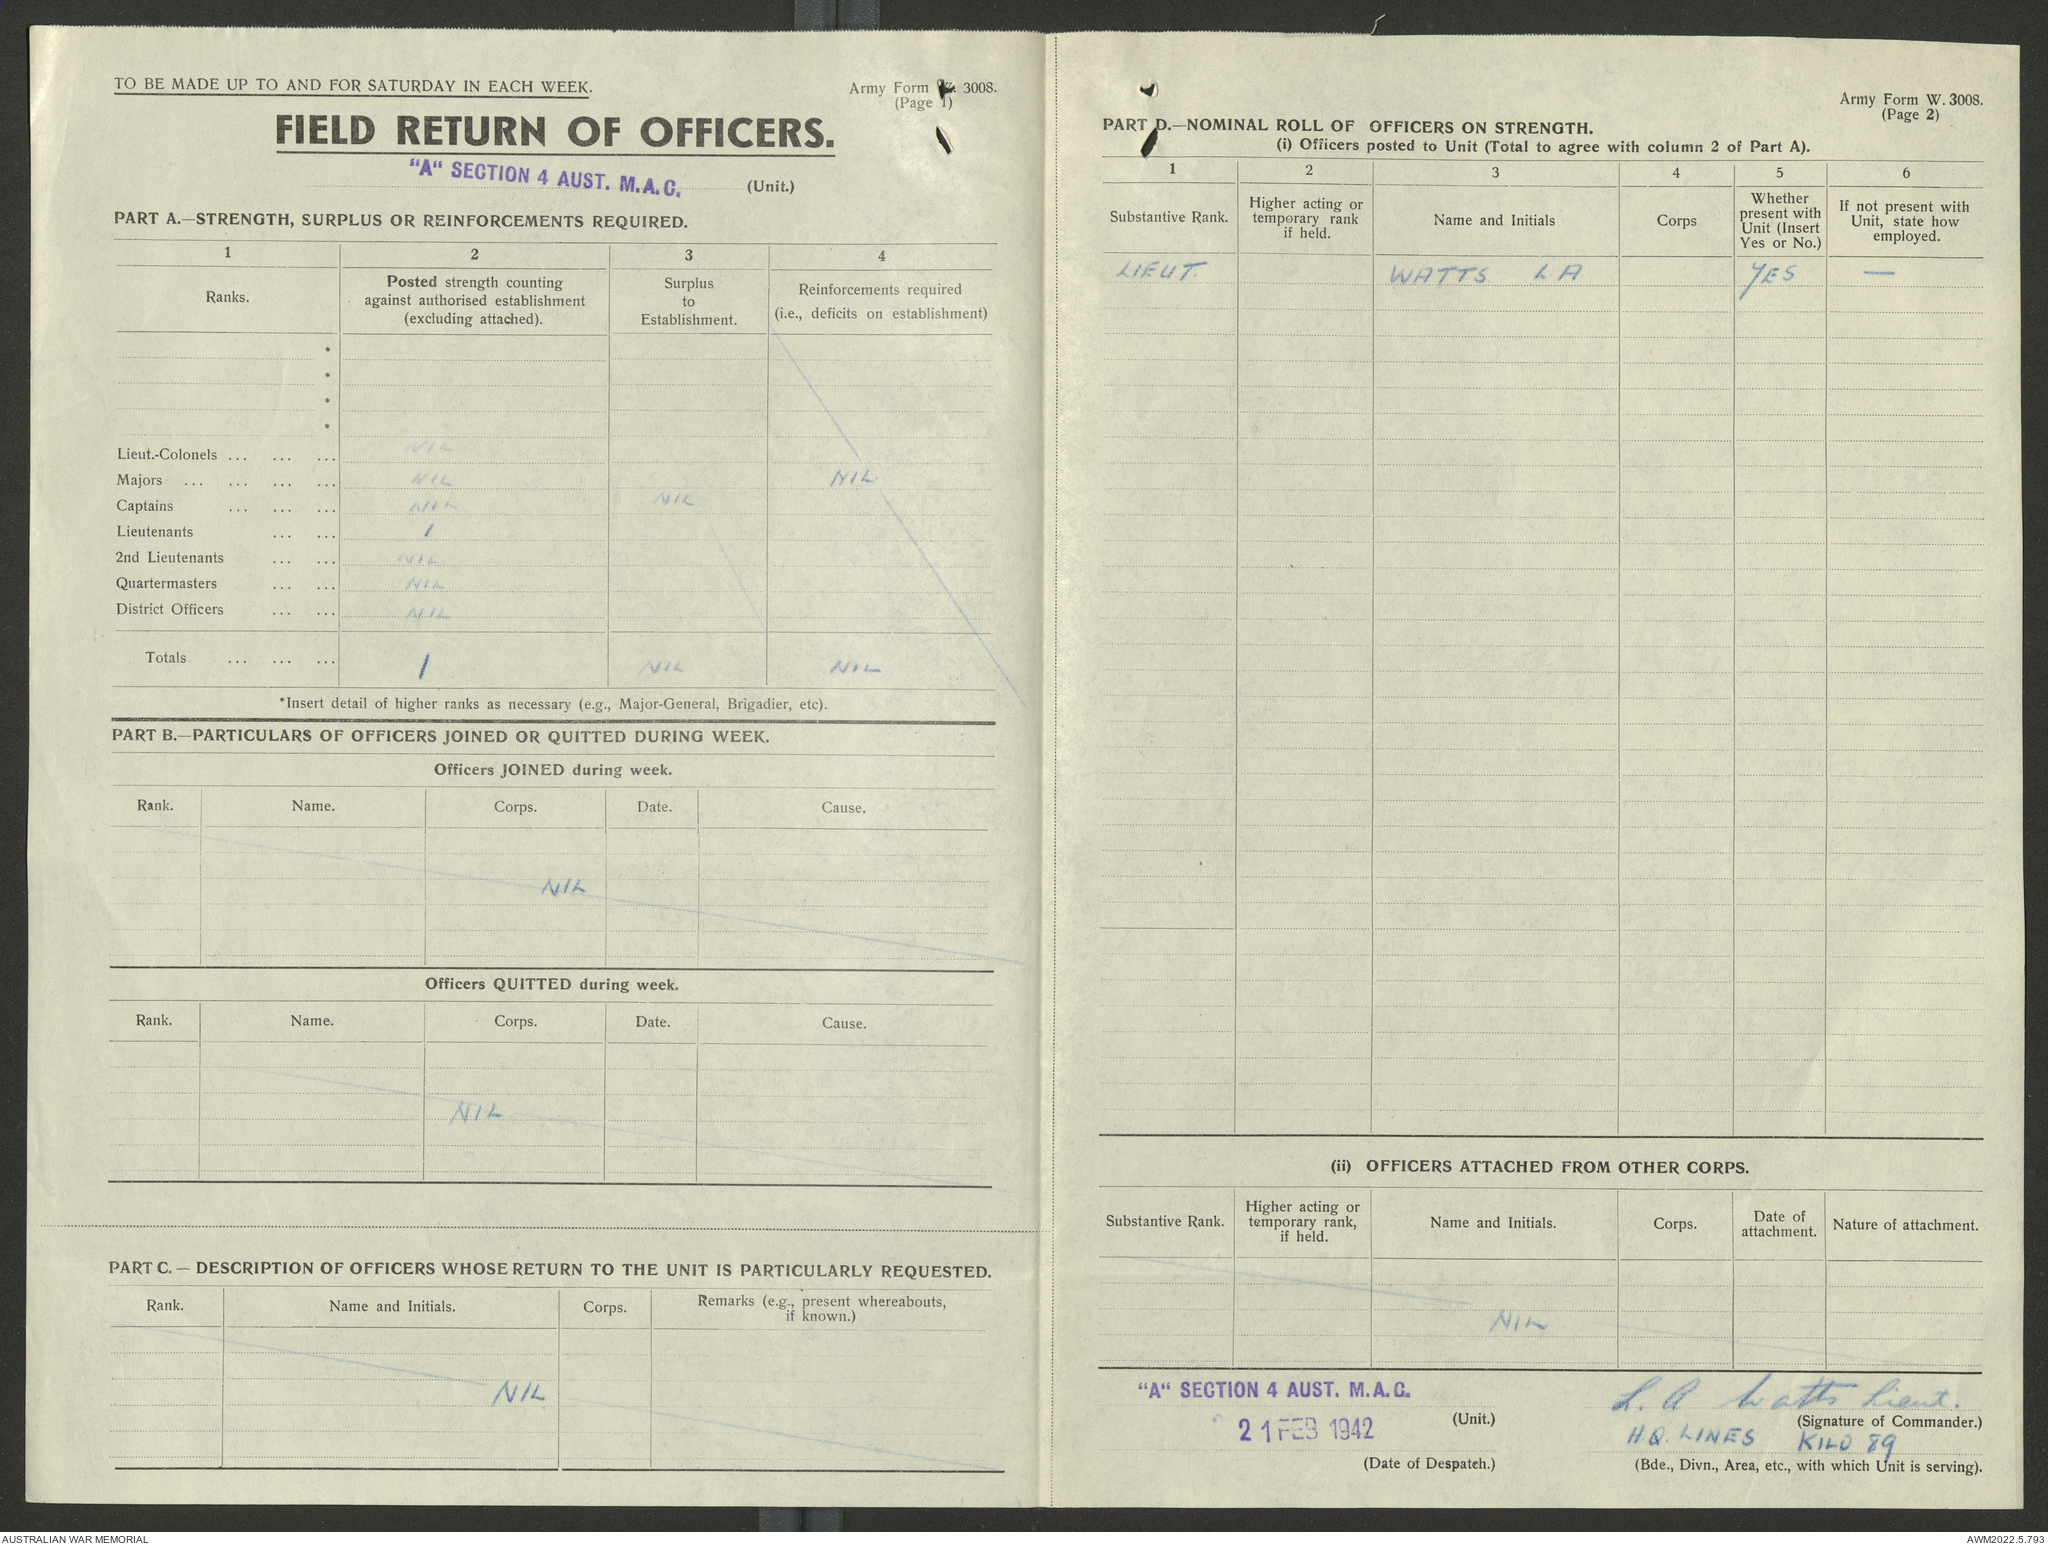 TO BE MADE UP TO AND FOR SATURDAY IN EACH WEEK.
Army Form W. 3008.
(Page 1)
FIELD RETURN OF OFFICERS.
"A" SECTION 4 AUST. M.A.C. (Unit.)
PART A.—STRENGTH, SURPLUS OR REINFORCEMENTS REQUIRED.
1 2 3 4
Ranks. Posted strength counting against authorised establishment (excluding attached). Surplus to Establishment. Reinforcements required (i.e., deficits on establishment)
*
*
*
*
Lieut.-Colonels ... ... ... NIL
Majors ... ... ... ... NIL NIL
Captains ... ... ... NIL NIL
Lieutenants ... ... 1
2nd Lieutenants ... ... NIL
Quartermasters ... ... NIL
District Officers ... ... NIL
Totals ... ... ... 1 NIL NIL
*Insert detail of higher ranks as necessary (e.g., Major-General, Brigadier, etc).
PART B.—PARTICULARS OF OFFICERS JOINED OR QUITTED DURING WEEK.
Officers JOINED during week.
Rank. Name. Corps. Date. Cause.
NIL
Officers QUITTED during week.
Rank. Name. Corps. Date. Cause.
NIL
PART C.— DESCRIPTION OF OFFICERS WHOSE RETURN TO THE UNIT IS PARTICULARLY REQUESTED.
Rank. Name and Initials. Corps. Remarks (e.g., present whereabouts, if known.)
NIL
Army Form W. 3008.
(Page 2)
PART D.—NOMINAL ROLL OF OFFICERS ON STRENGTH.
(i) Officers posted to Unit (Total to agree with column 2 of Part A).
1 2 3 4 5 6
Substantive Rank. Higher acting or temporary rank if held. Name and Initials Corps Whether present with Unit (Insert Yes or No.) If not present with Unit, state how employed.
LIEUT. WATTS L A YES —
(ii) OFFICERS ATTACHED FROM OTHER CORPS.
Substantive Rank. Higher acting or temporary rank, if held. Name and Initials. Corps. Date of attachment. Nature of attachment.
NIL
"A" SECTION 4 AUST. M.A.C.
(Unit.)
21 FEB 1942
(Date of Despatch.)
L. A Watts Lieut.
(Signature of Commander.)
H.Q. LINES KILO 89
(Bde., Divn., Area, etc., with which Unit is serving).
AUSTRALIAN WAR MEMORIAL
AWM2022.5.793